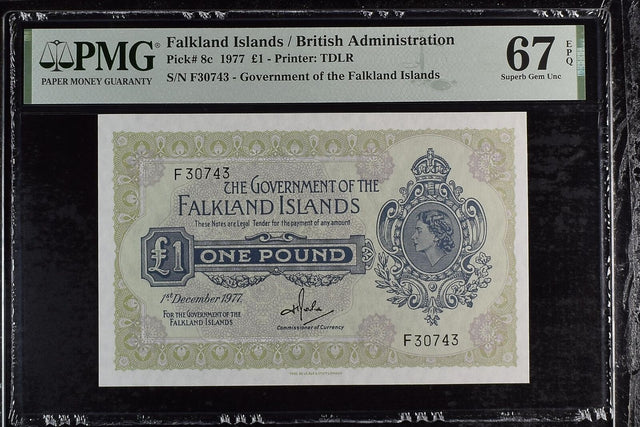 PMG
PAPER MONEY GUARANTY
Falkland Islands / British Administration
Pick# 8c 1977 £1 - Printer: TDLR
S/N F30743 - Government of the Falkland Islands
67 EPQ
Superb Gem Unc
F30743
THE GOVERNMENT OF THE
FALKLAND ISLANDS
These Notes are Legal Tender for the payment of any amount
£1 ONE POUND
1st December 1977.
FOR THE GOVERNMENT OF THE
FALKLAND ISLANDS
Commissioner of Currency
F30743